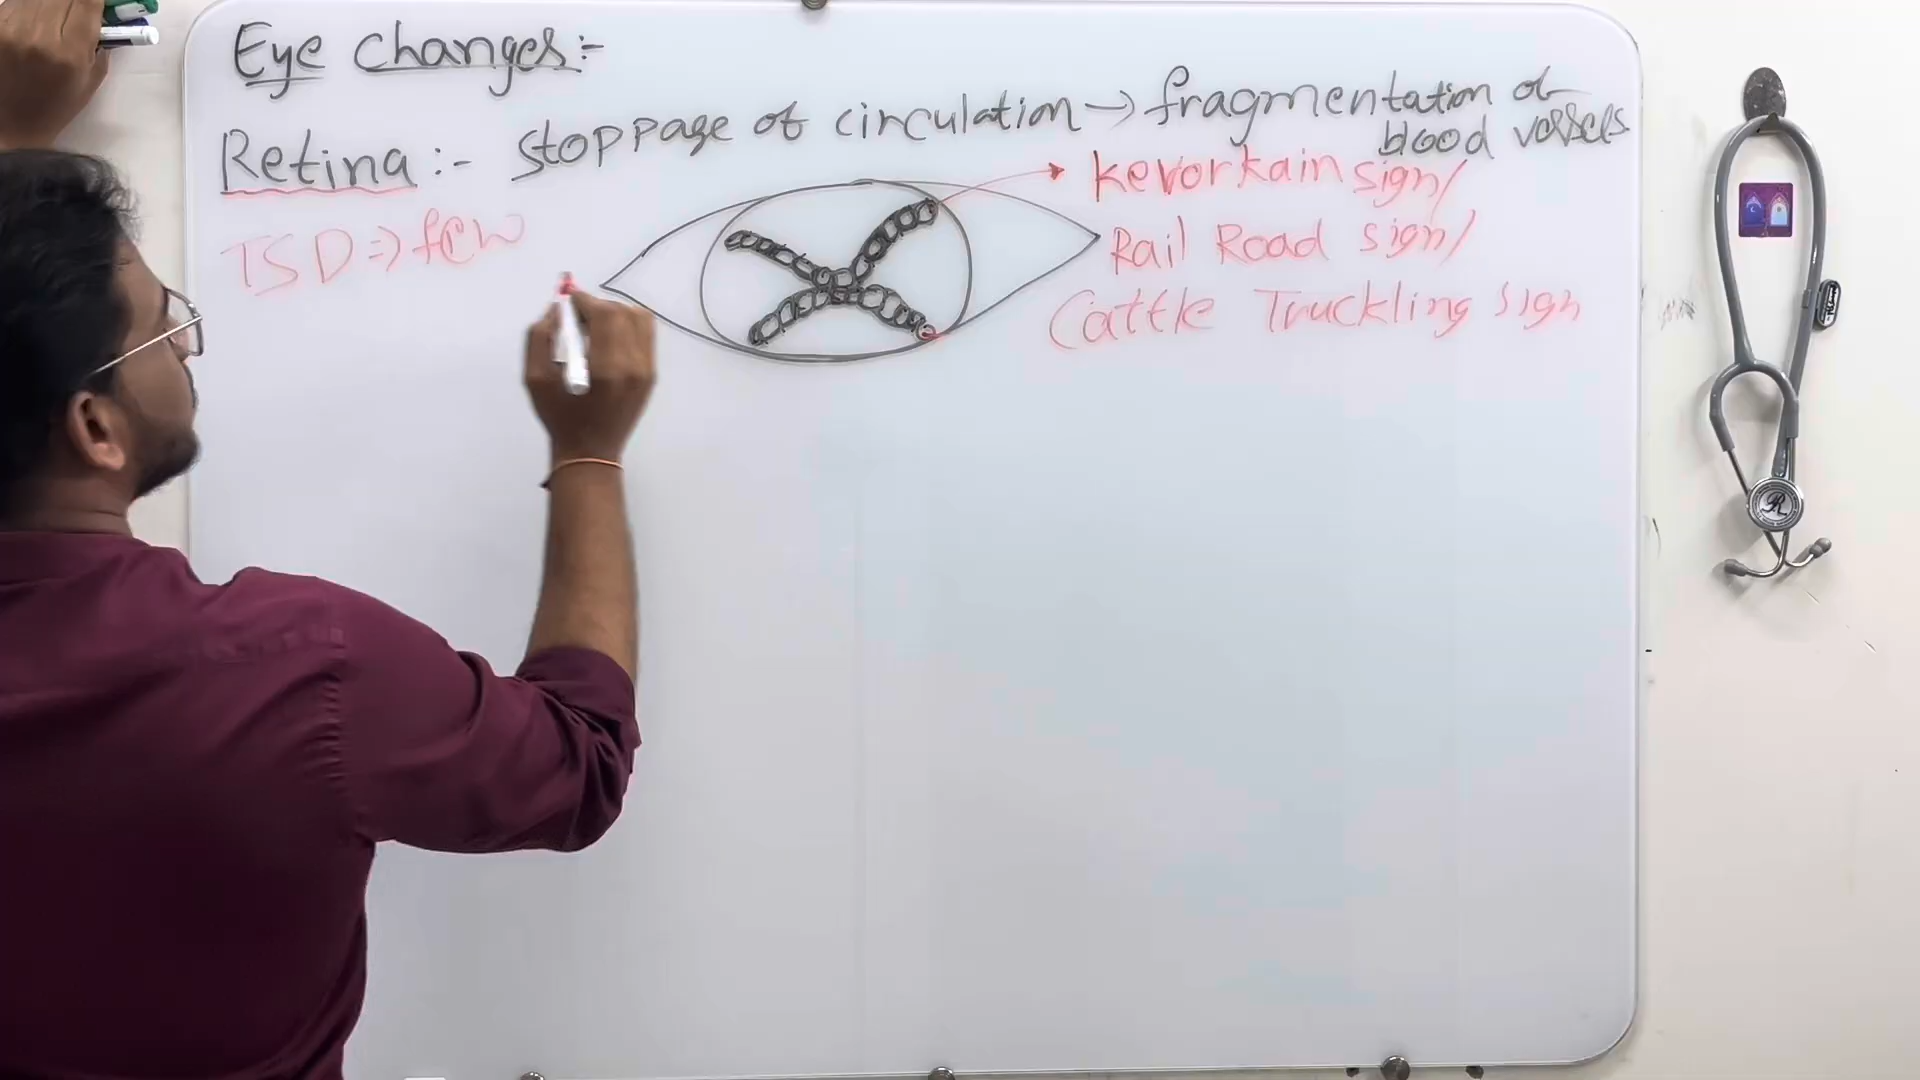 Eye Changes:-
Retina:- stoppage of circulation → fragmentation of
blood vessels
TSD ⇒ few
kevorkain sign/
Rail Road sign/
Cattle Truckling sign